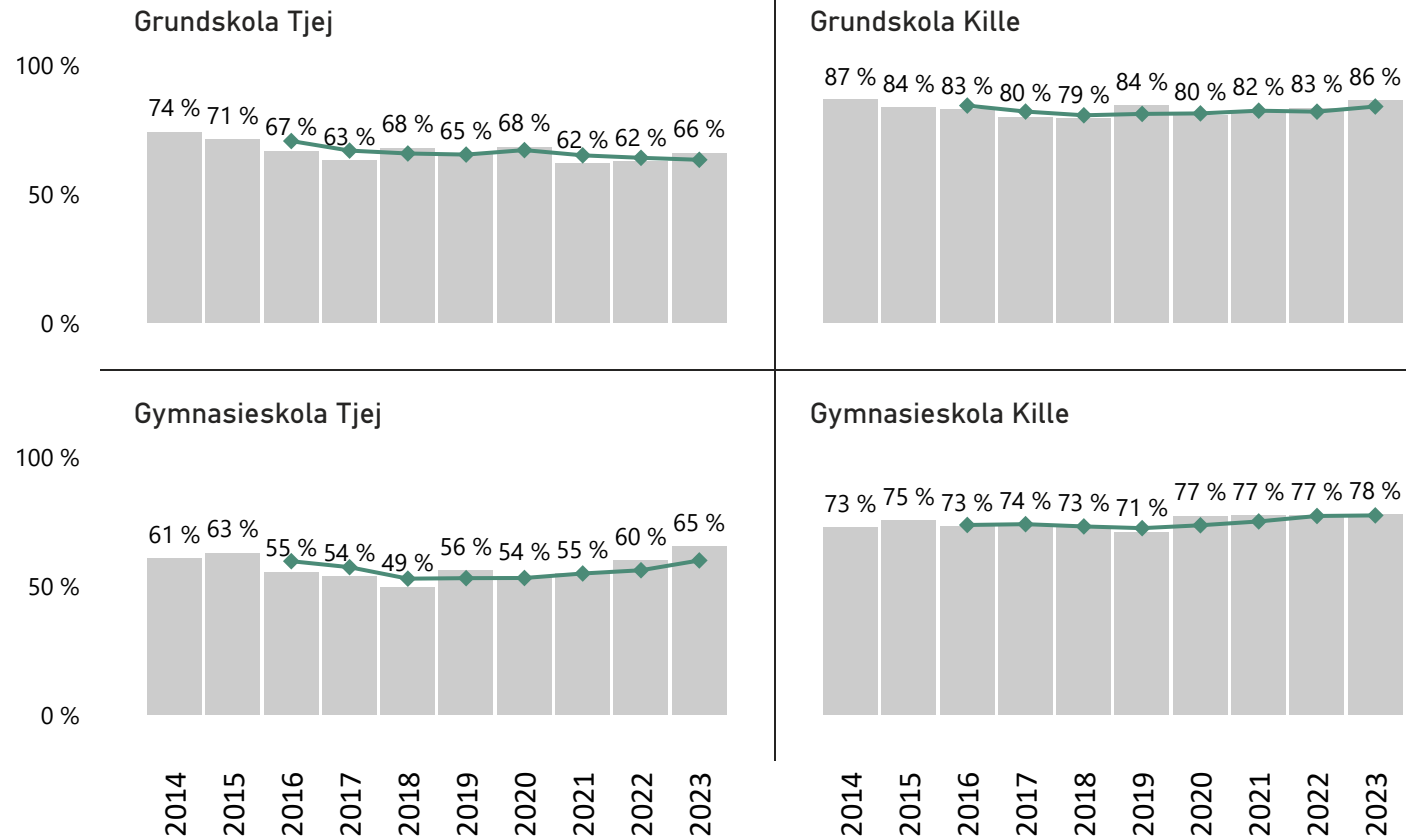 Grundskola Tjej
100 %
50 %
0 %
74 % 71 % 67 % 63 % 68 % 65 % 68 % 62 % 62 % 66 %
Grundskola Kille
87 % 84 % 83 % 80 % 79 % 84 % 80 % 82 % 83 % 86 %
Gymnasieskola Tjej
100 %
50 %
0 %
61 % 63 % 55 % 54 % 49 % 56 % 54 % 55 % 60 % 65 %
Gymnasieskola Kille
73 % 75 % 73 % 74 % 73 % 71 % 77 % 77 % 77 % 78 %
2014 2015 2016 2017 2018 2019 2020 2021 2022 2023
2014 2015 2016 2017 2018 2019 2020 2021 2022 2023